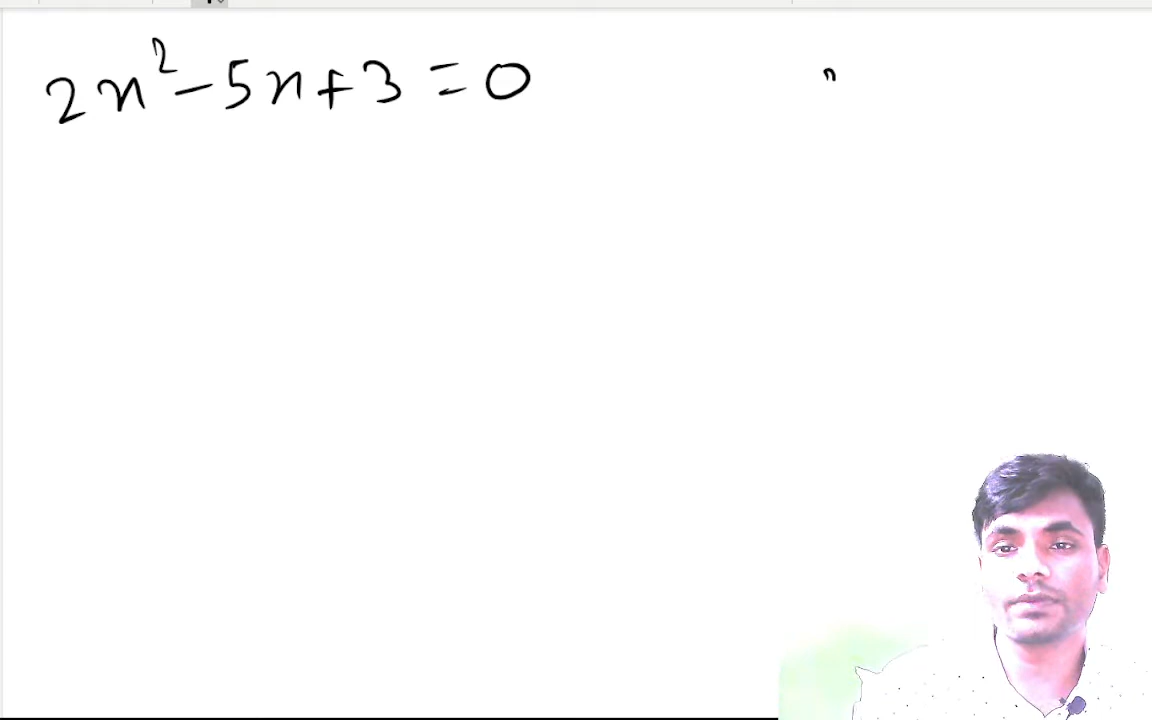 2x² - 5x + 3 = 0